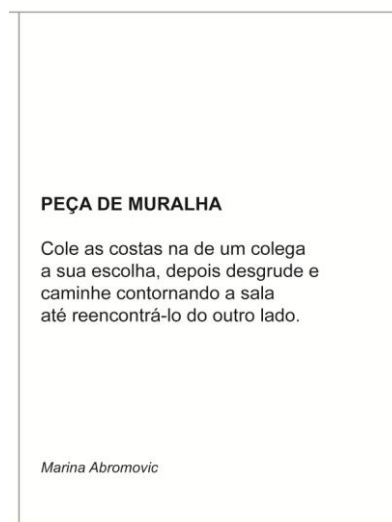 PEÇA DE MURALHA
Cole as costas na de um colega
a sua escolha, depois desgrude e
caminhe contornando a sala
até reencontrá-lo do outro lado.
Marina Abromovic